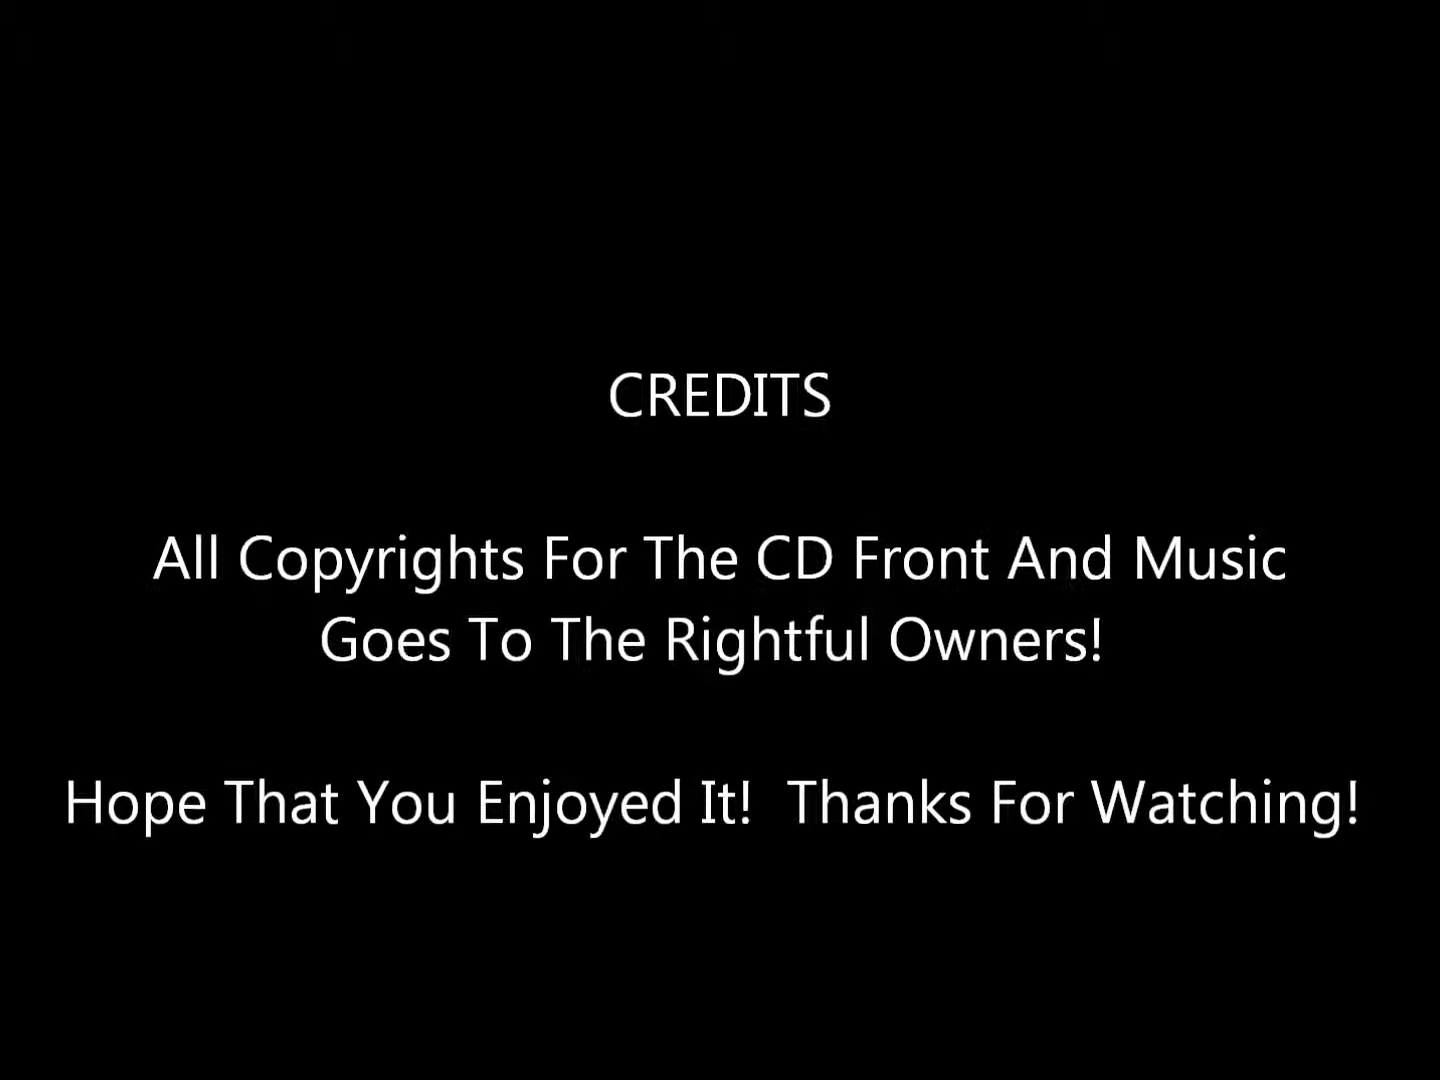 CREDITS
All Copyrights For The CD Front And Music
Goes To The Rightful Owners!
Hope That You Enjoyed It!  Thanks For Watching!